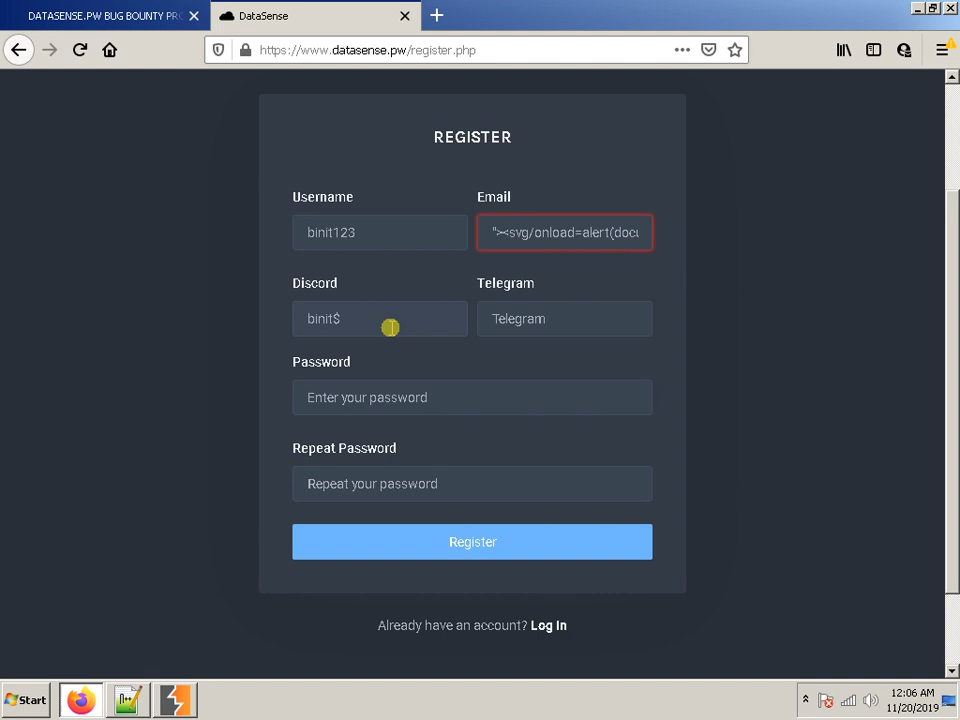 DATASENSE.PW BUG BOUNTY PRO
DataSense
https://www.datasense.pw/register.php
REGISTER
Username
Email
binit123
"><svg/onload=alert(docu
Discord
Telegram
binit$
Telegram
Password
Enter your password
Repeat Password
Repeat your password
Register
Already have an account? Log In
Start
12:06 AM
11/20/2019